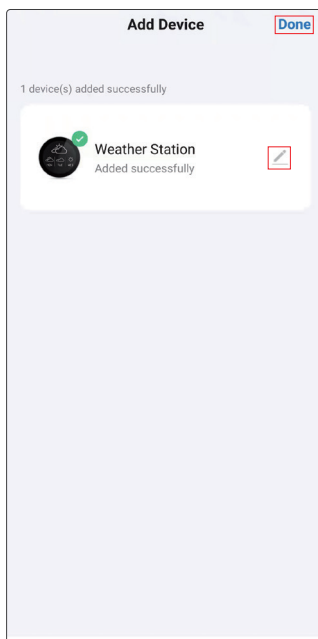 Add Device
Done
1 device(s) added successfully
Weather Station
Added successfully